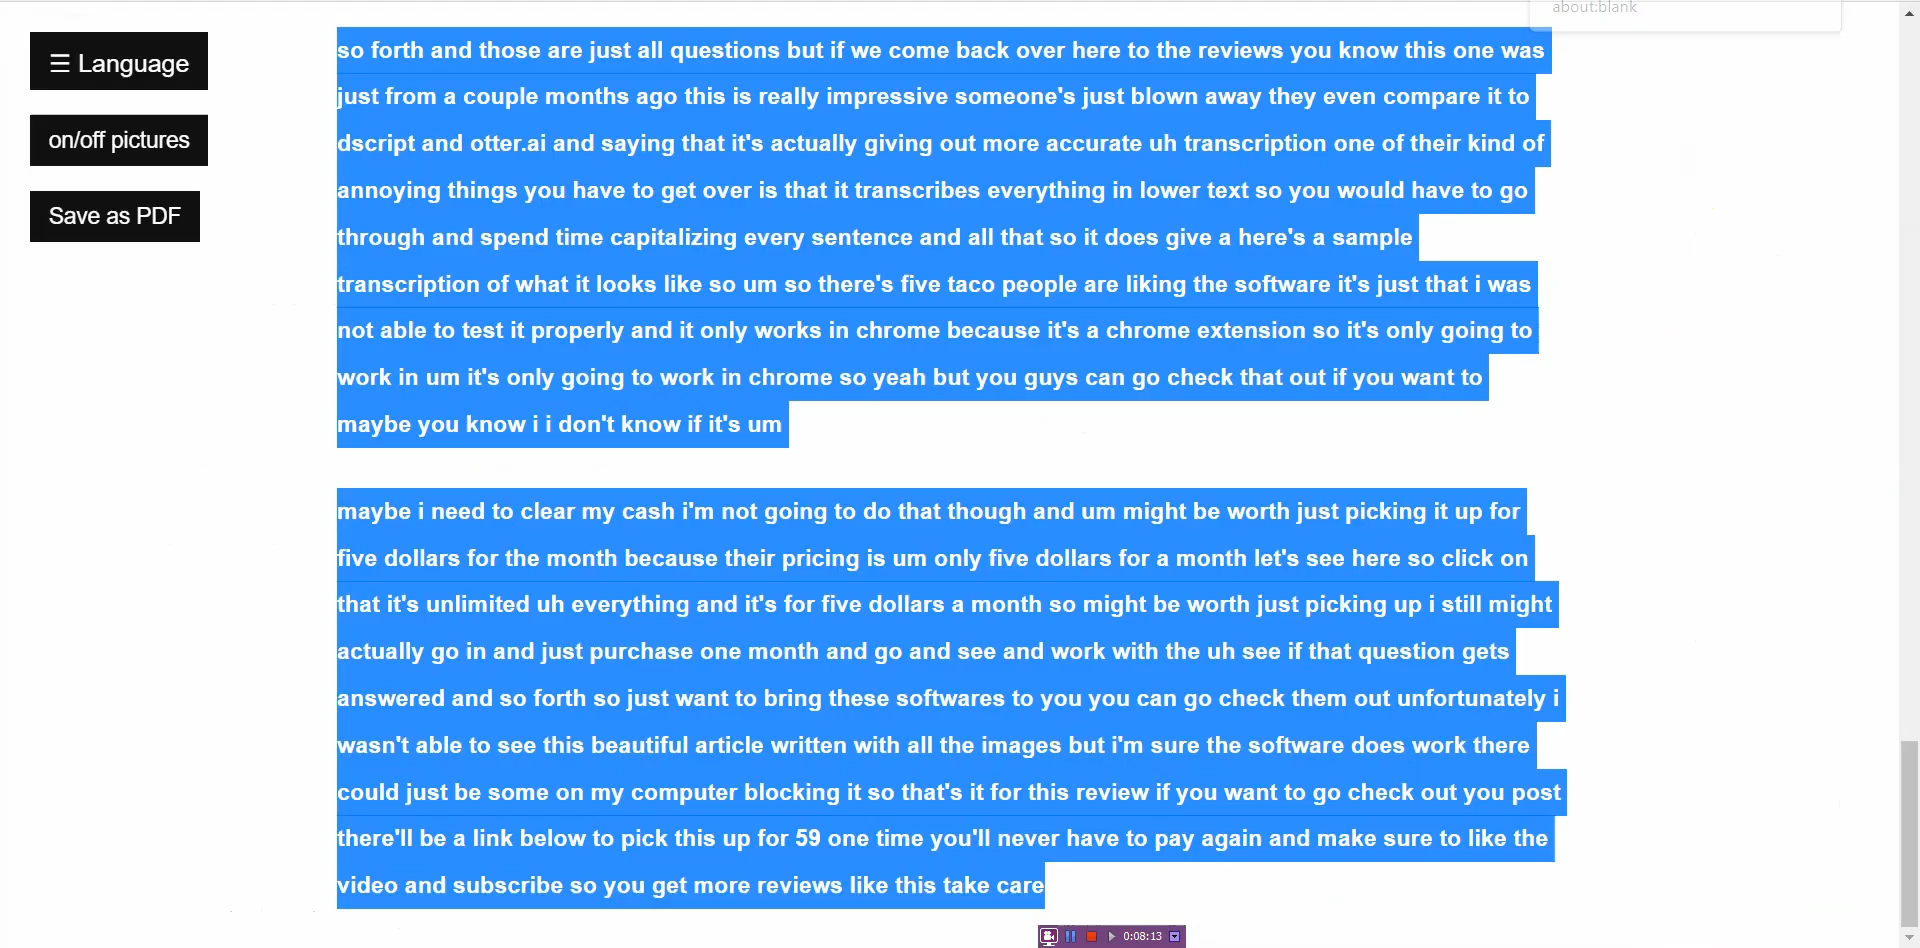 about:blank
☰ Language
on/off pictures
Save as PDF
so forth and those are just all questions but if we come back over here to the reviews you know this one was
just from a couple months ago this is really impressive someone's just blown away they even compare it to
dscript and otter.ai and saying that it's actually giving out more accurate uh transcription one of their kind of
annoying things you have to get over is that it transcribes everything in lower text so you would have to go
through and spend time capitalizing every sentence and all that so it does give a here's a sample
transcription of what it looks like so um so there's five taco people are liking the software it's just that i was
not able to test it properly and it only works in chrome because it's a chrome extension so it's only going to
work in um it's only going to work in chrome so yeah but you guys can go check that out if you want to
maybe you know i i don't know if it's um
maybe i need to clear my cash i'm not going to do that though and um might be worth just picking it up for
five dollars for the month because their pricing is um only five dollars for a month let's see here so click on
that it's unlimited uh everything and it's for five dollars a month so might be worth just picking up i still might
actually go in and just purchase one month and go and see and work with the uh see if that question gets
answered and so forth so just want to bring these softwares to you you can go check them out unfortunately i
wasn't able to see this beautiful article written with all the images but i'm sure the software does work there
could just be some on my computer blocking it so that's it for this review if you want to go check out you post
there'll be a link below to pick this up for 59 one time you'll never have to pay again and make sure to like the
video and subscribe so you get more reviews like this take care
0:08:13